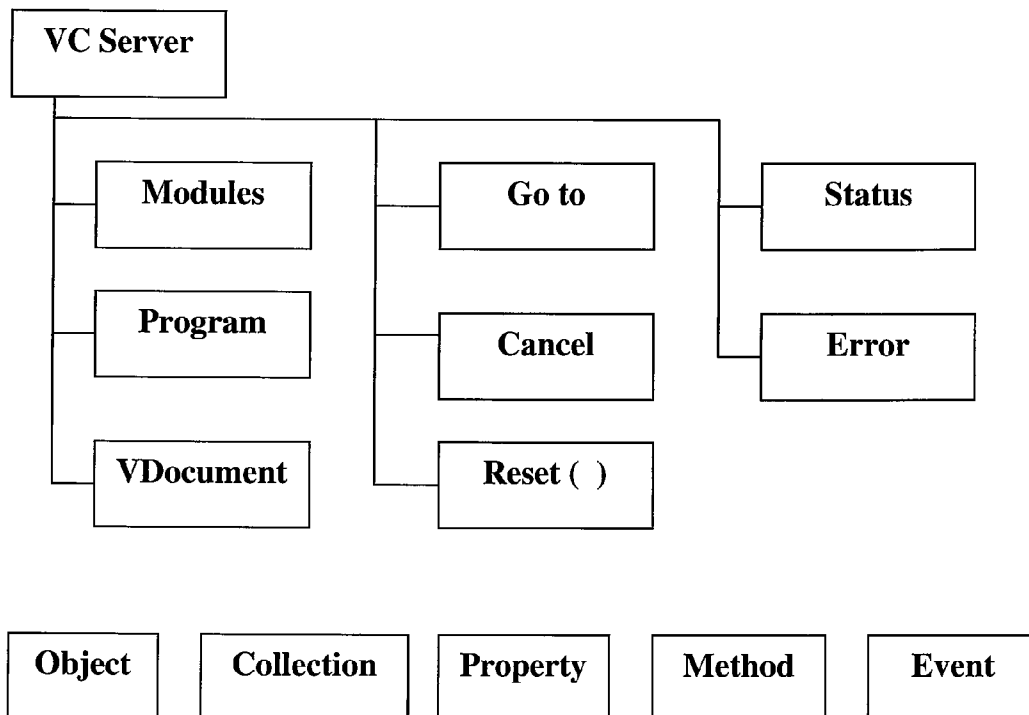 VC Server
Modules
Go to
Status
Program
Cancel
Error
VDocument
Reset ( )
Object
Collection
Property
Method
Event